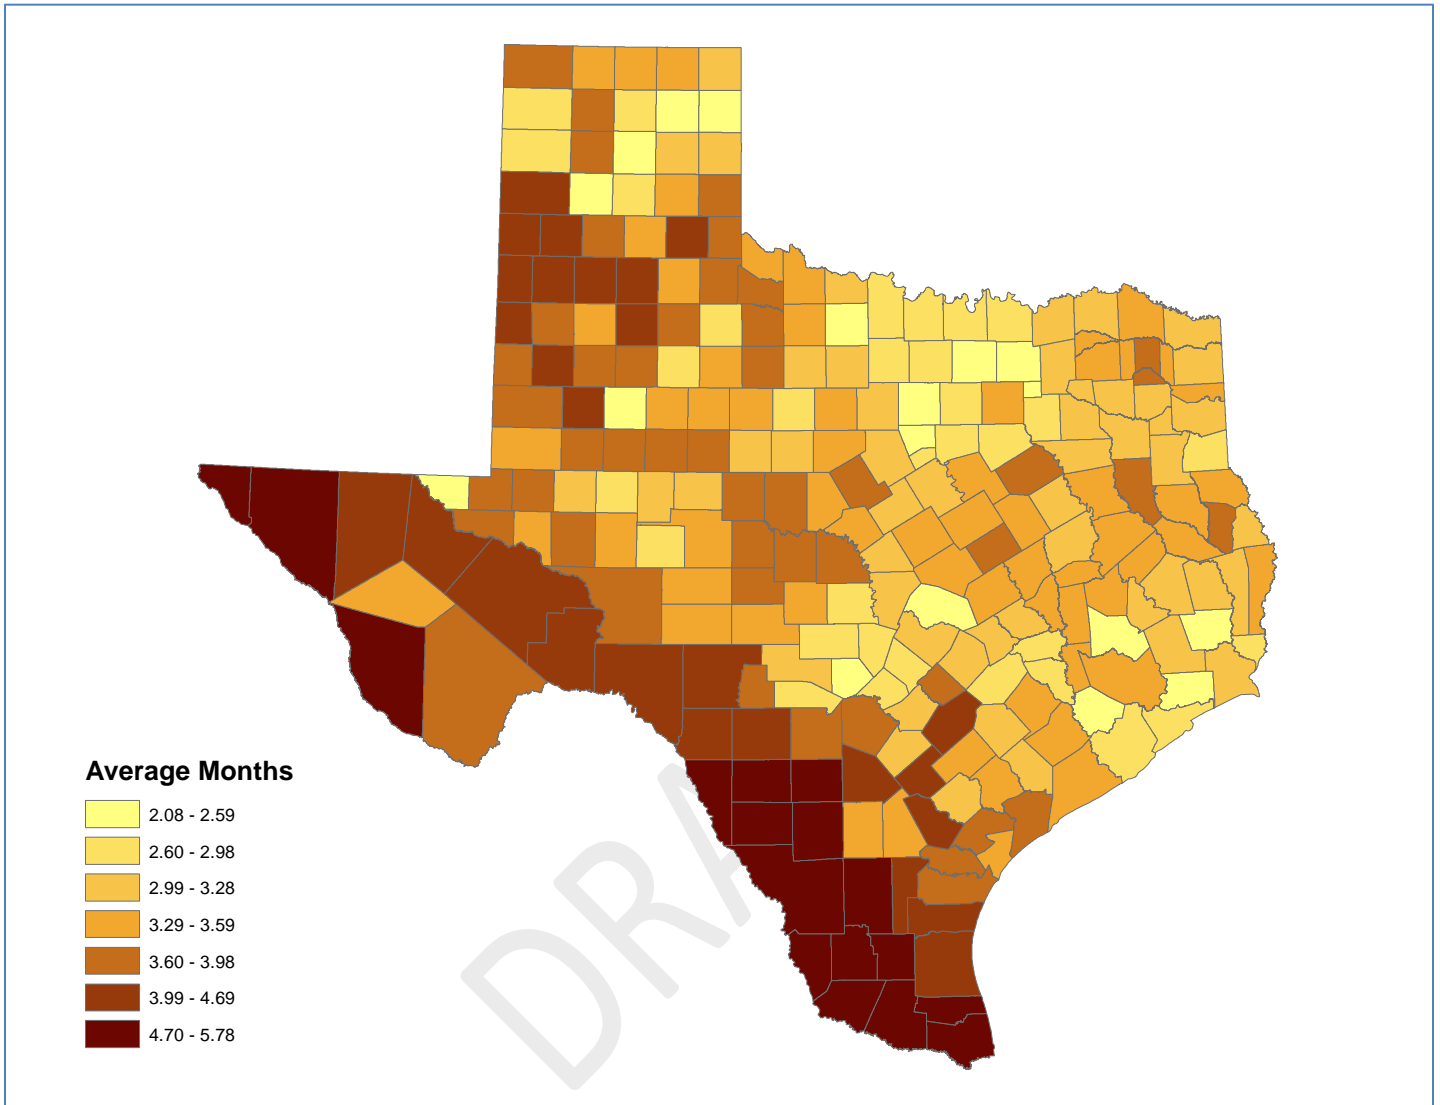 Average Months
2.08 - 2.59
2.60 - 2.98
2.99 - 3.28
3.29 - 3.59
3.60 - 3.98
3.99 - 4.69
4.70 - 5.78
DRA